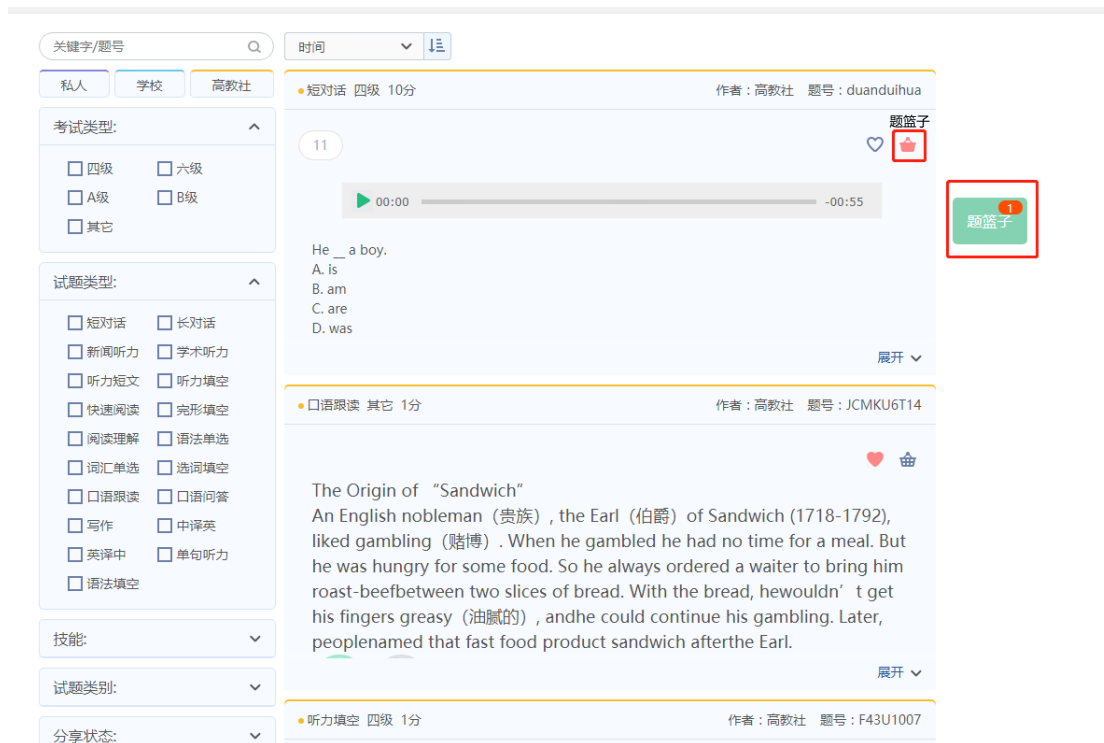 关键字/题号
时间
私人 学校 高教社
考试类型:
四级 六级
A级 B级
其它
试题类型:
短对话 长对话
新闻听力 学术听力
听力短文 听力填空
快速阅读 完形填空
阅读理解 语法单选
词汇单选 选词填空
口语跟读 口语问答
写作 中译英
英译中 单句听力
语法填空
技能:
试题类别:
分享状态:
短对话 四级 10分 作者：高教社 题号：duanduihua
题篮子
11
00:00 -00:55
He __ a boy.
A. is
B. am
C. are
D. was
展开
题篮子 1
口语跟读 其它 1分 作者：高教社 题号：JCMKU6T14
The Origin of “Sandwich”
An English nobleman（贵族）, the Earl（伯爵）of Sandwich (1718-1792),
liked gambling（赌博）. When he gambled he had no time for a meal. But
he was hungry for some food. So he always ordered a waiter to bring him
roast-beefbetween two slices of bread. With the bread, hewouldn’t get
his fingers greasy（油腻的）, andhe could continue his gambling. Later,
peoplenamed that fast food product sandwich afterthe Earl.
展开
听力填空 四级 1分 作者：高教社 题号：F43U1007